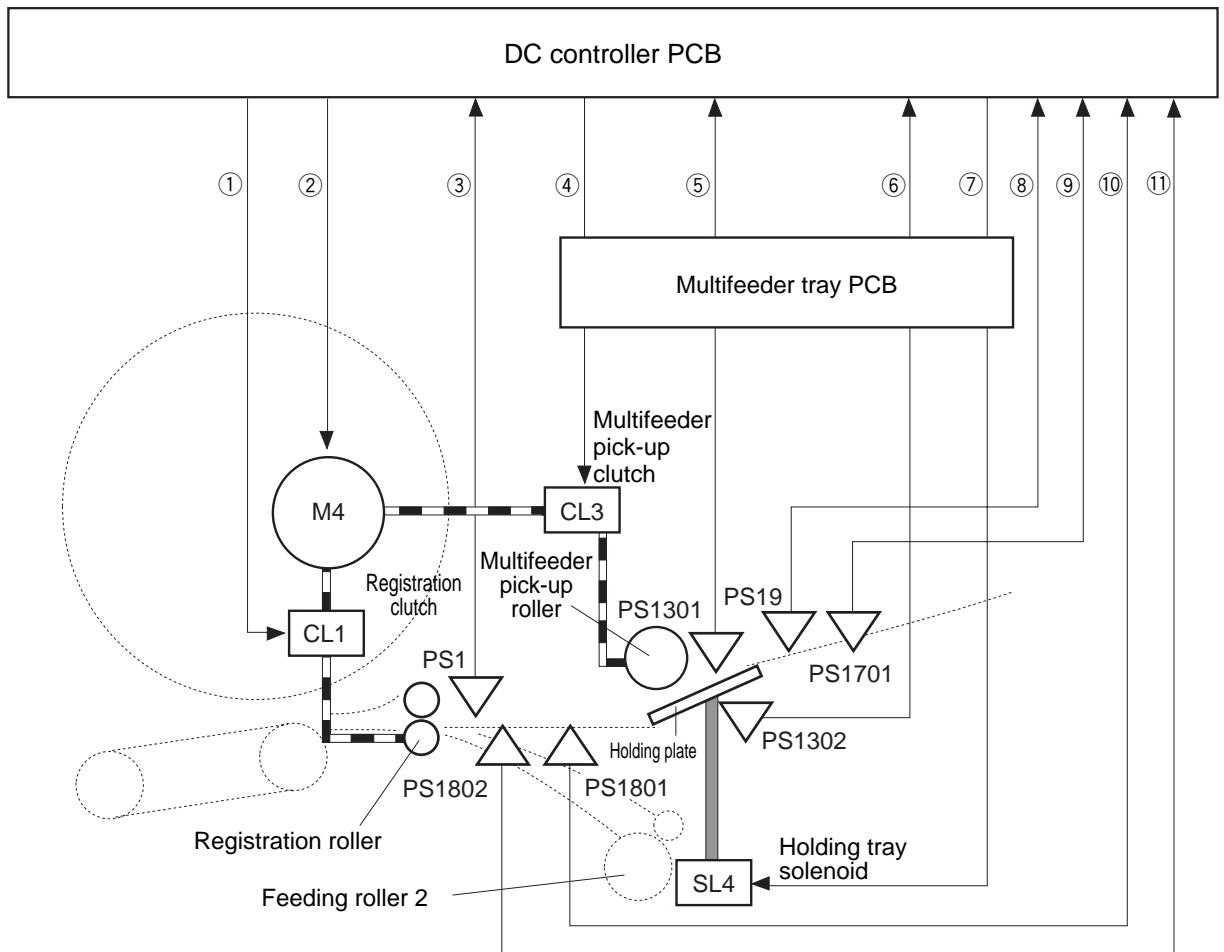 DC controller PCB
① ② ③ ④ ⑤ ⑥ ⑦ ⑧ ⑨ ⑩ ⑪
Multifeeder tray PCB
Multifeeder
pick-up
clutch
M4
CL3
Registration
clutch
Multifeeder
pick-up
roller
PS1301
PS19
CL1
PS1
PS1701
Holding plate
PS1302
PS1802
PS1801
Registration roller
Holding tray
solenoid
Feeding roller 2
SL4